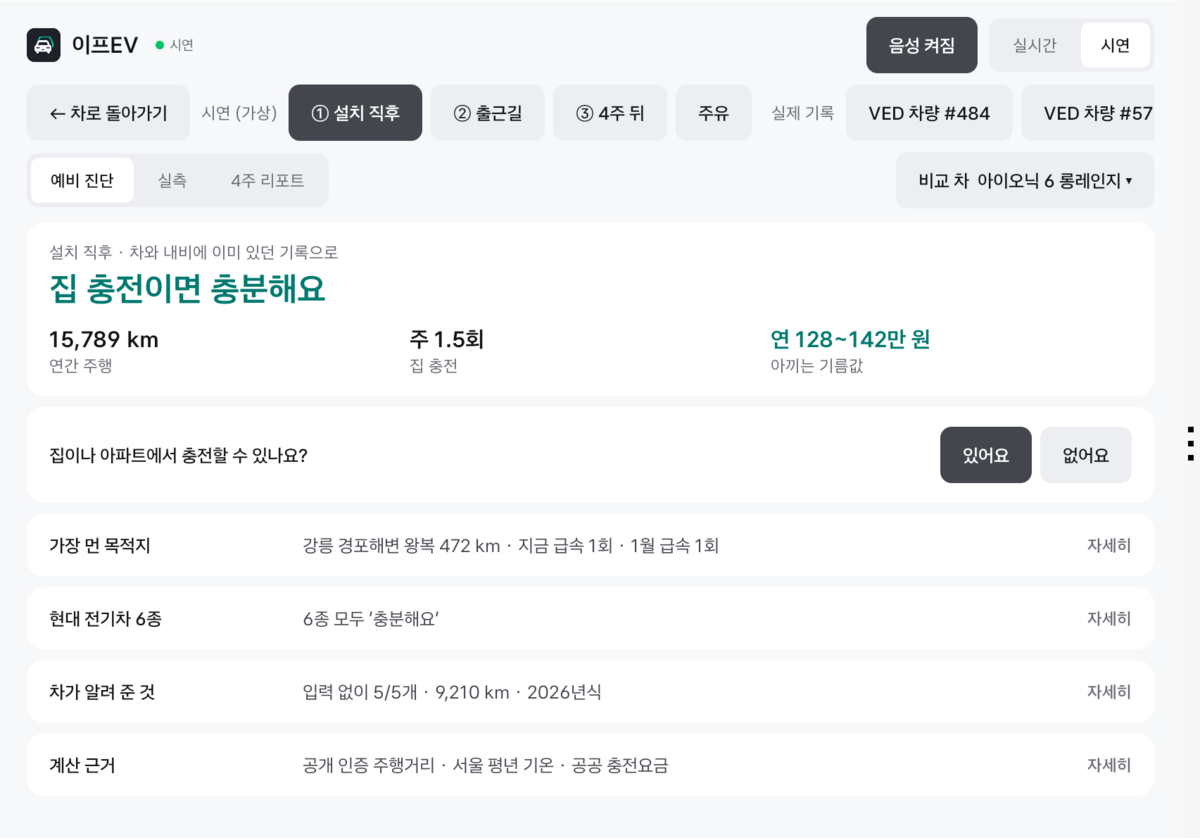 이프EV
시연
음성 켜짐
실시간
시연
← 차로 돌아가기
시연 (가상)
① 설치 직후
② 출근길
③ 4주 뒤
주유
실제 기록
VED 차량 #484
VED 차량 #57
예비 진단
실측
4주 리포트
비교 차 아이오닉 6 롱레인지 ▾
설치 직후 · 차와 내비에 이미 있던 기록으로
집 충전이면 충분해요
15,789 km
연간 주행
주 1.5회
집 충전
연 128~142만 원
아끼는 기름값
집이나 아파트에서 충전할 수 있나요?
있어요
없어요
가장 먼 목적지
강릉 경포해변 왕복 472 km · 지금 급속 1회 · 1월 급속 1회
자세히
현대 전기차 6종
6종 모두 ‘충분해요’
자세히
차가 알려 준 것
입력 없이 5/5개 · 9,210 km · 2026년식
자세히
계산 근거
공개 인증 주행거리 · 서울 평년 기온 · 공공 충전요금
자세히